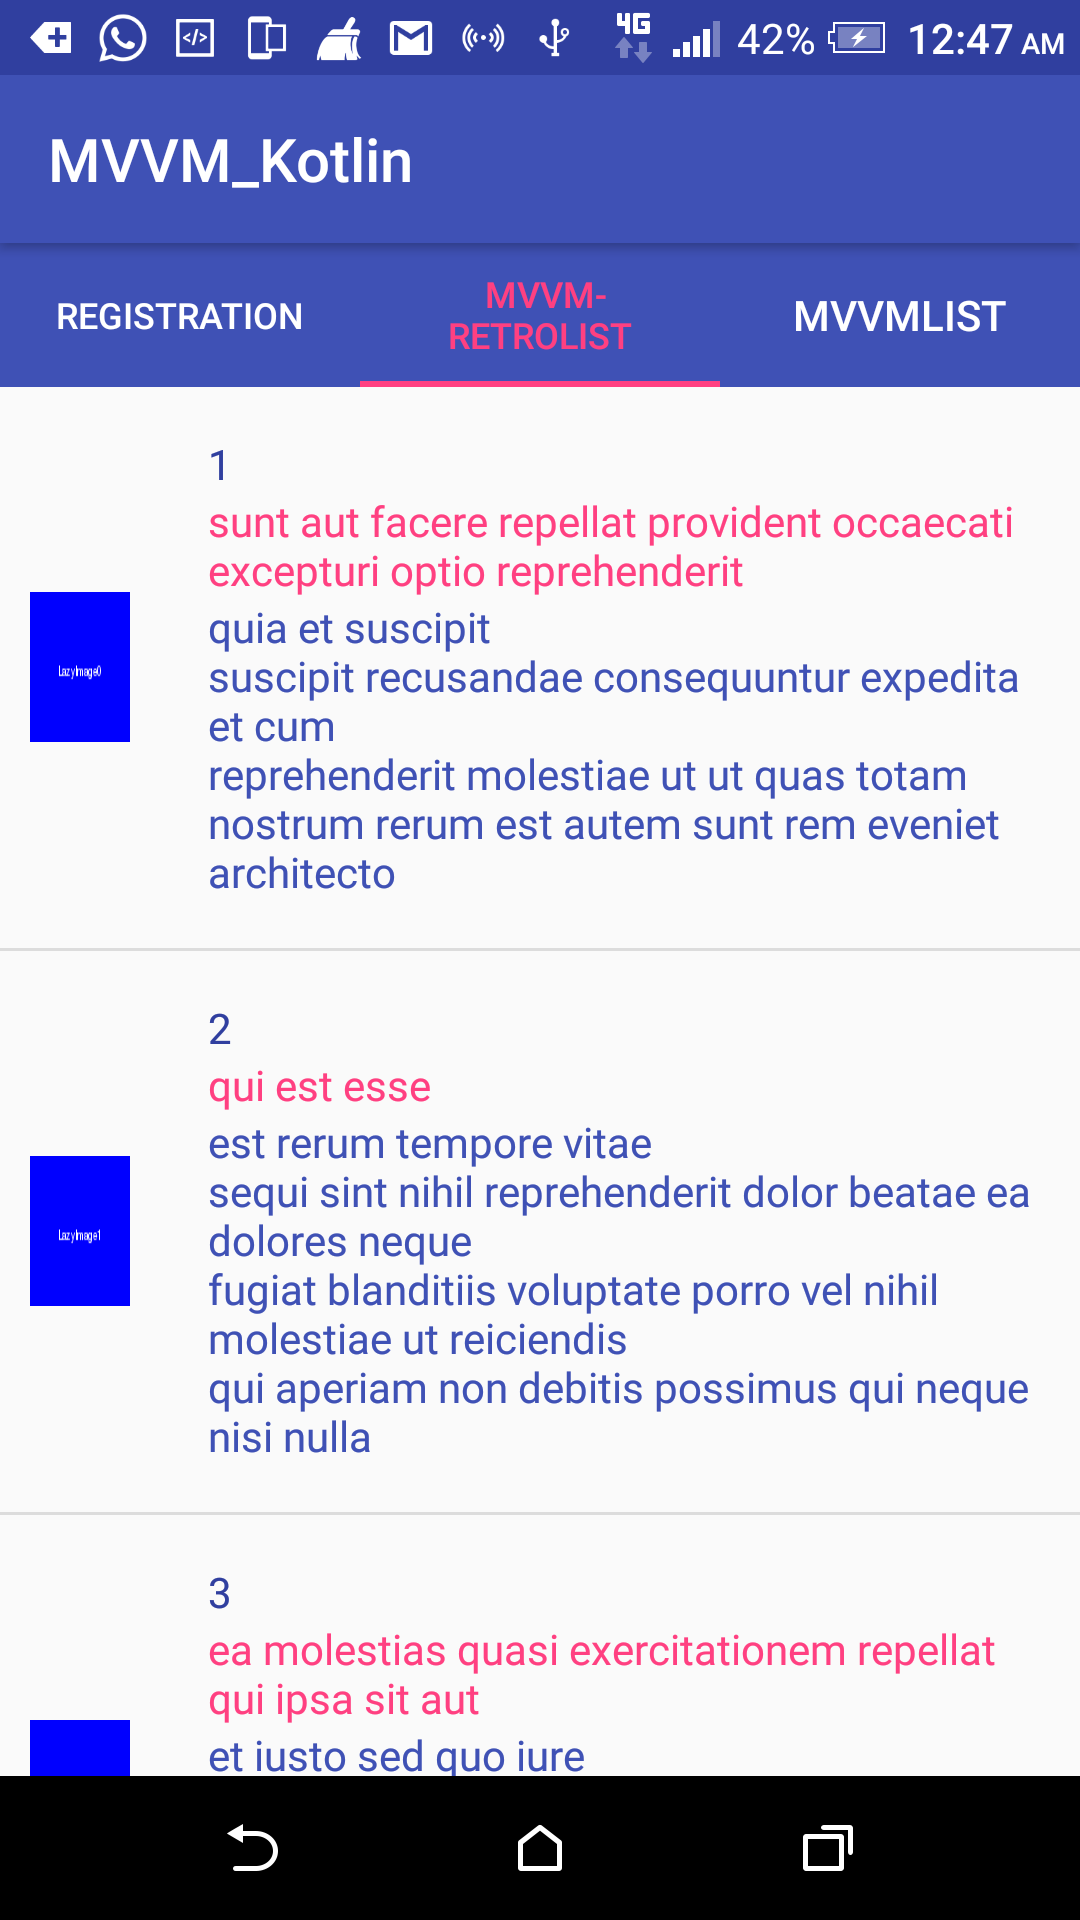 4G 42% 12:47 AM
MVVM_Kotlin
REGISTRATION
MVVM-
RETROLIST
MVVMLIST
1
sunt aut facere repellat provident occaecati
excepturi optio reprehenderit
LazyImage0
quia et suscipit
suscipit recusandae consequuntur expedita
et cum
reprehenderit molestiae ut ut quas totam
nostrum rerum est autem sunt rem eveniet
architecto
2
qui est esse
LazyImage1
est rerum tempore vitae
sequi sint nihil reprehenderit dolor beatae ea
dolores neque
fugiat blanditiis voluptate porro vel nihil
molestiae ut reiciendis
qui aperiam non debitis possimus qui neque
nisi nulla
3
ea molestias quasi exercitationem repellat
qui ipsa sit aut
et iusto sed quo iure